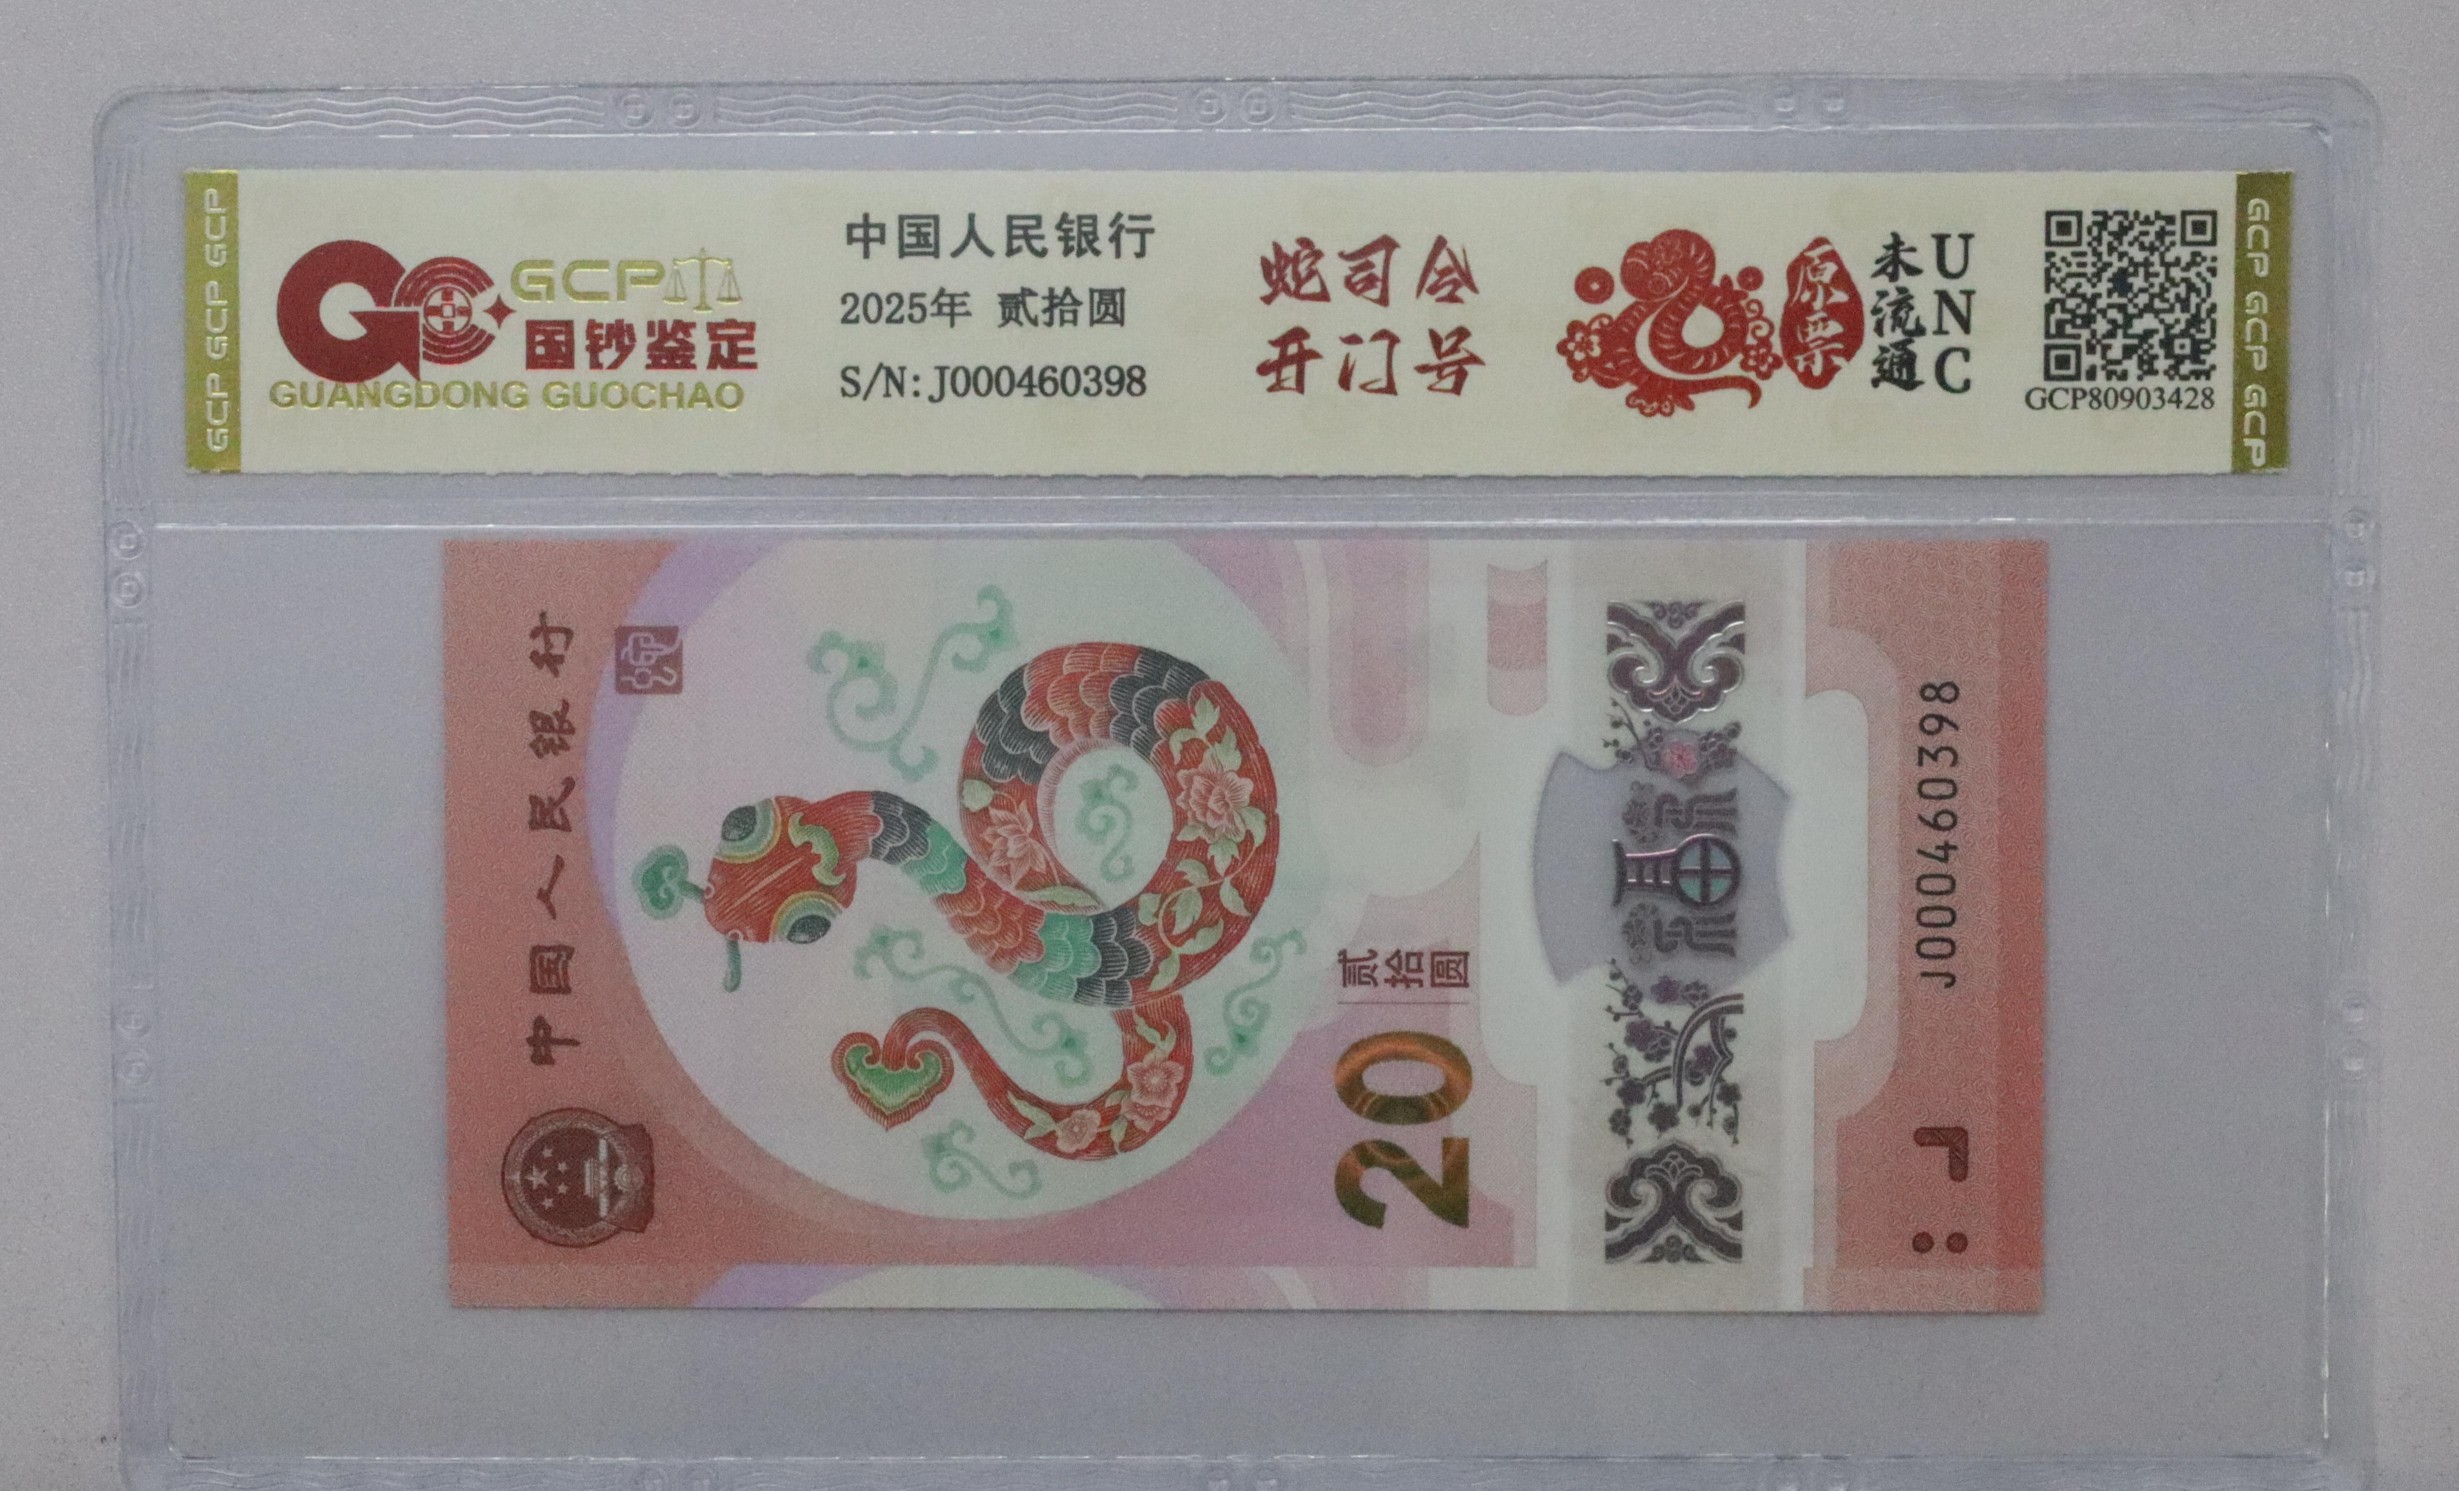 GCP GCP GCP
GCP
国钞鉴定
GUANGDONG GUOCHAO
中国人民银行
2025年 贰拾圆
S/N: J000460398
蛇司令
开门号
原票
未流通
UNC
GCP80903428
GCP GCP GCP
中国人民银行
贰拾圆
20
福
J000460398